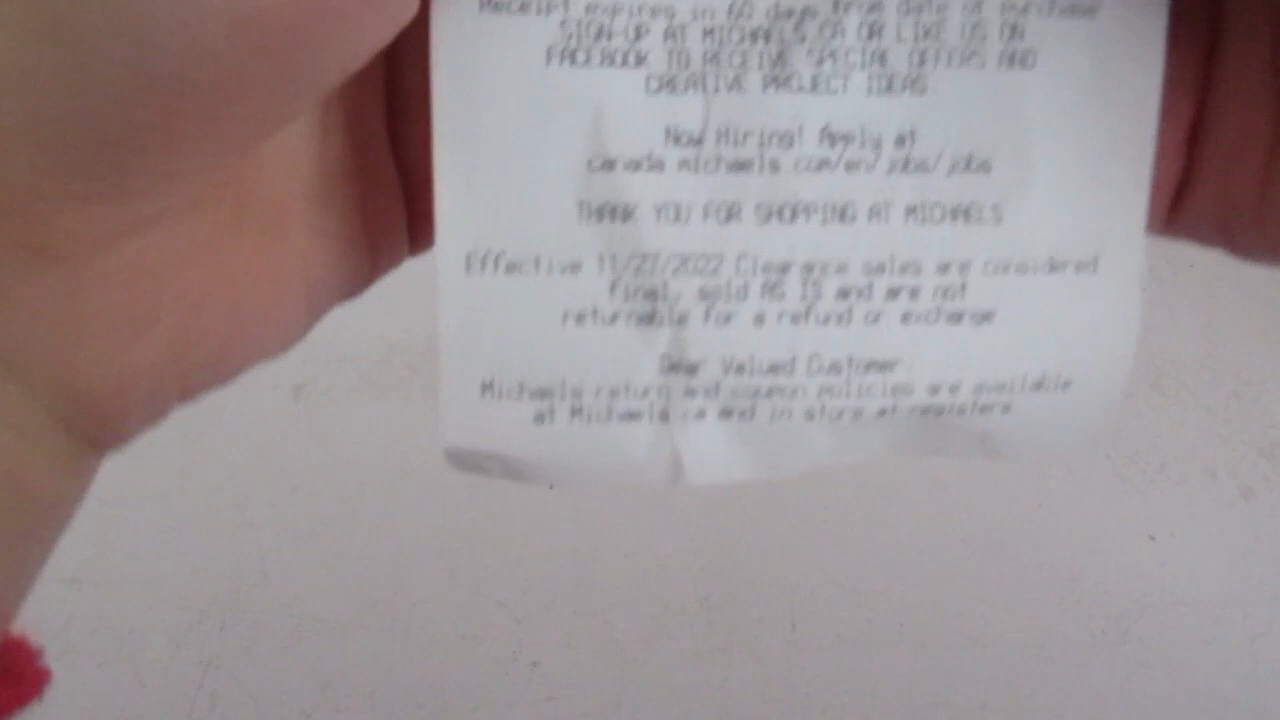 Receipt expires in 60 days from date of purchase
SIGN-UP AT MICHAELS.CA OR LIKE US ON
FACEBOOK TO RECEIVE SPECIAL OFFERS AND
CREATIVE PROJECT IDEAS.
Now Hiring! Apply at
canada.michaels.com/en/jobs/jobs
THANK YOU FOR SHOPPING AT MICHAELS
Effective 11/27/2022 Clearance sales are considered
final, sold AS IS and are not
returnable for a refund or exchange
Dear Valued Customer:
Michaels return and coupon policies are available
at Michaels.ca and in store at registers